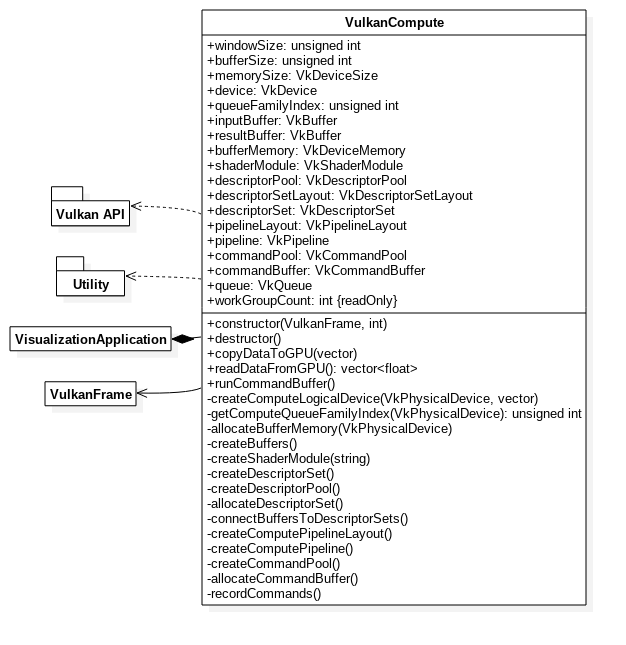 VulkanCompute
+windowSize: unsigned int
+bufferSize: unsigned int
+memorySize: VkDeviceSize
+device: VkDevice
+queueFamilyIndex: unsigned int
+inputBuffer: VkBuffer
+resultBuffer: VkBuffer
+bufferMemory: VkDeviceMemory
+shaderModule: VkShaderModule
+descriptorPool: VkDescriptorPool
+descriptorSetLayout: VkDescriptorSetLayout
+descriptorSet: VkDescriptorSet
+pipelineLayout: VkPipelineLayout
+pipeline: VkPipeline
+commandPool: VkCommandPool
+commandBuffer: VkCommandBuffer
+queue: VkQueue
+workGroupCount: int {readOnly}
+constructor(VulkanFrame, int)
+destructor()
+copyDataToGPU(vector)
+readDataFromGPU(): vector<float>
+runCommandBuffer()
-createComputeLogicalDevice(VkPhysicalDevice, vector)
-getComputeQueueFamilyIndex(VkPhysicalDevice): unsigned int
-allocateBufferMemory(VkPhysicalDevice)
-createBuffers()
-createShaderModule(string)
-createDescriptorSet()
-createDescriptorPool()
-allocateDescriptorSet()
-connectBuffersToDescriptorSets()
-createComputePipelineLayout()
-createComputePipeline()
-createCommandPool()
-allocateCommandBuffer()
-recordCommands()
Vulkan API
Utility
VisualizationApplication
VulkanFrame